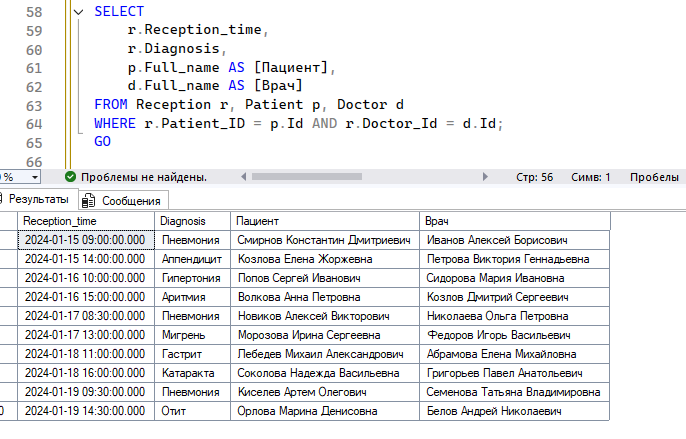 58 SELECT
59 r.Reception_time,
60 r.Diagnosis,
61 p.Full_name AS [Пациент],
62 d.Full_name AS [Врач]
63 FROM Reception r, Patient p, Doctor d
64 WHERE r.Patient_ID = p.Id AND r.Doctor_Id = d.Id;
65 GO
66
% Проблемы не найдены. Стр: 56 Симв: 1 Пробелы
Результаты Сообщения
Reception_time Diagnosis Пациент Врач
2024-01-15 09:00:00.000 Пневмония Смирнов Константин Дмитриевич Иванов Алексей Борисович
2024-01-15 14:00:00.000 Аппендицит Козлова Елена Жоржевна Петрова Виктория Геннадьевна
2024-01-16 10:00:00.000 Гипертония Попов Сергей Иванович Сидорова Мария Ивановна
2024-01-16 15:00:00.000 Аритмия Волкова Анна Петровна Козлов Дмитрий Сергеевич
2024-01-17 08:30:00.000 Пневмония Новиков Алексей Викторович Николаева Ольга Петровна
2024-01-17 13:00:00.000 Мигрень Морозова Ирина Сергеевна Федоров Игорь Васильевич
2024-01-18 11:00:00.000 Гастрит Лебедев Михаил Александрович Абрамова Елена Михайловна
2024-01-18 16:00:00.000 Катаракта Соколова Надежда Васильевна Григорьев Павел Анатольевич
2024-01-19 09:30:00.000 Пневмония Киселев Артем Олегович Семенова Татьяна Владимировна
0 2024-01-19 14:30:00.000 Отит Орлова Марина Денисовна Белов Андрей Николаевич